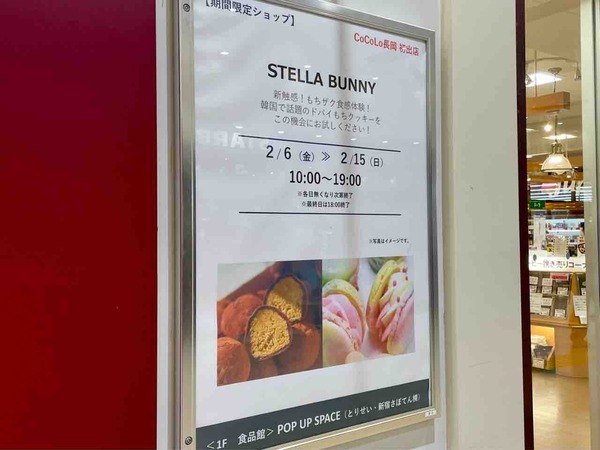 【期間限定ショップ】
CoCoLo長岡 初出店
STELLA BUNNY
新触感！もちザク食感体験！
韓国で話題のドバイもちクッキーを
この機会にお試しください！
2/6（金）≫ 2/15（日）
10:00～19:00
※各日無くなり次第終了
※最終日は18:00終了
※写真はイメージです。
＜1F 食品館＞POP UP SPACE（とりせい・新宿さぼてん横）